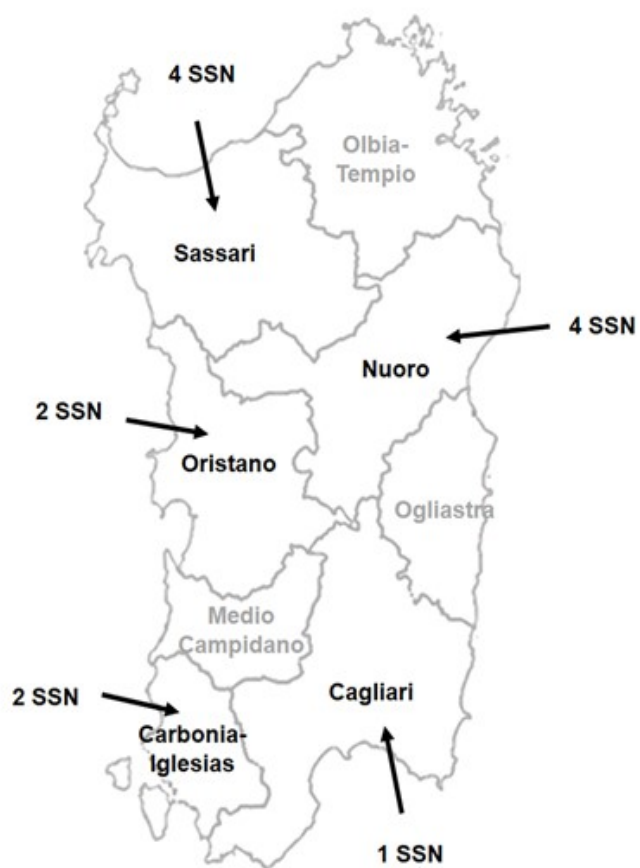 4 SSN
Olbia-
Tempio
Sassari
4 SSN
Nuoro
2 SSN
Oristano
Ogliastra
Medio
Campidano
2 SSN
Cagliari
Carbonia-
Iglesias
1 SSN